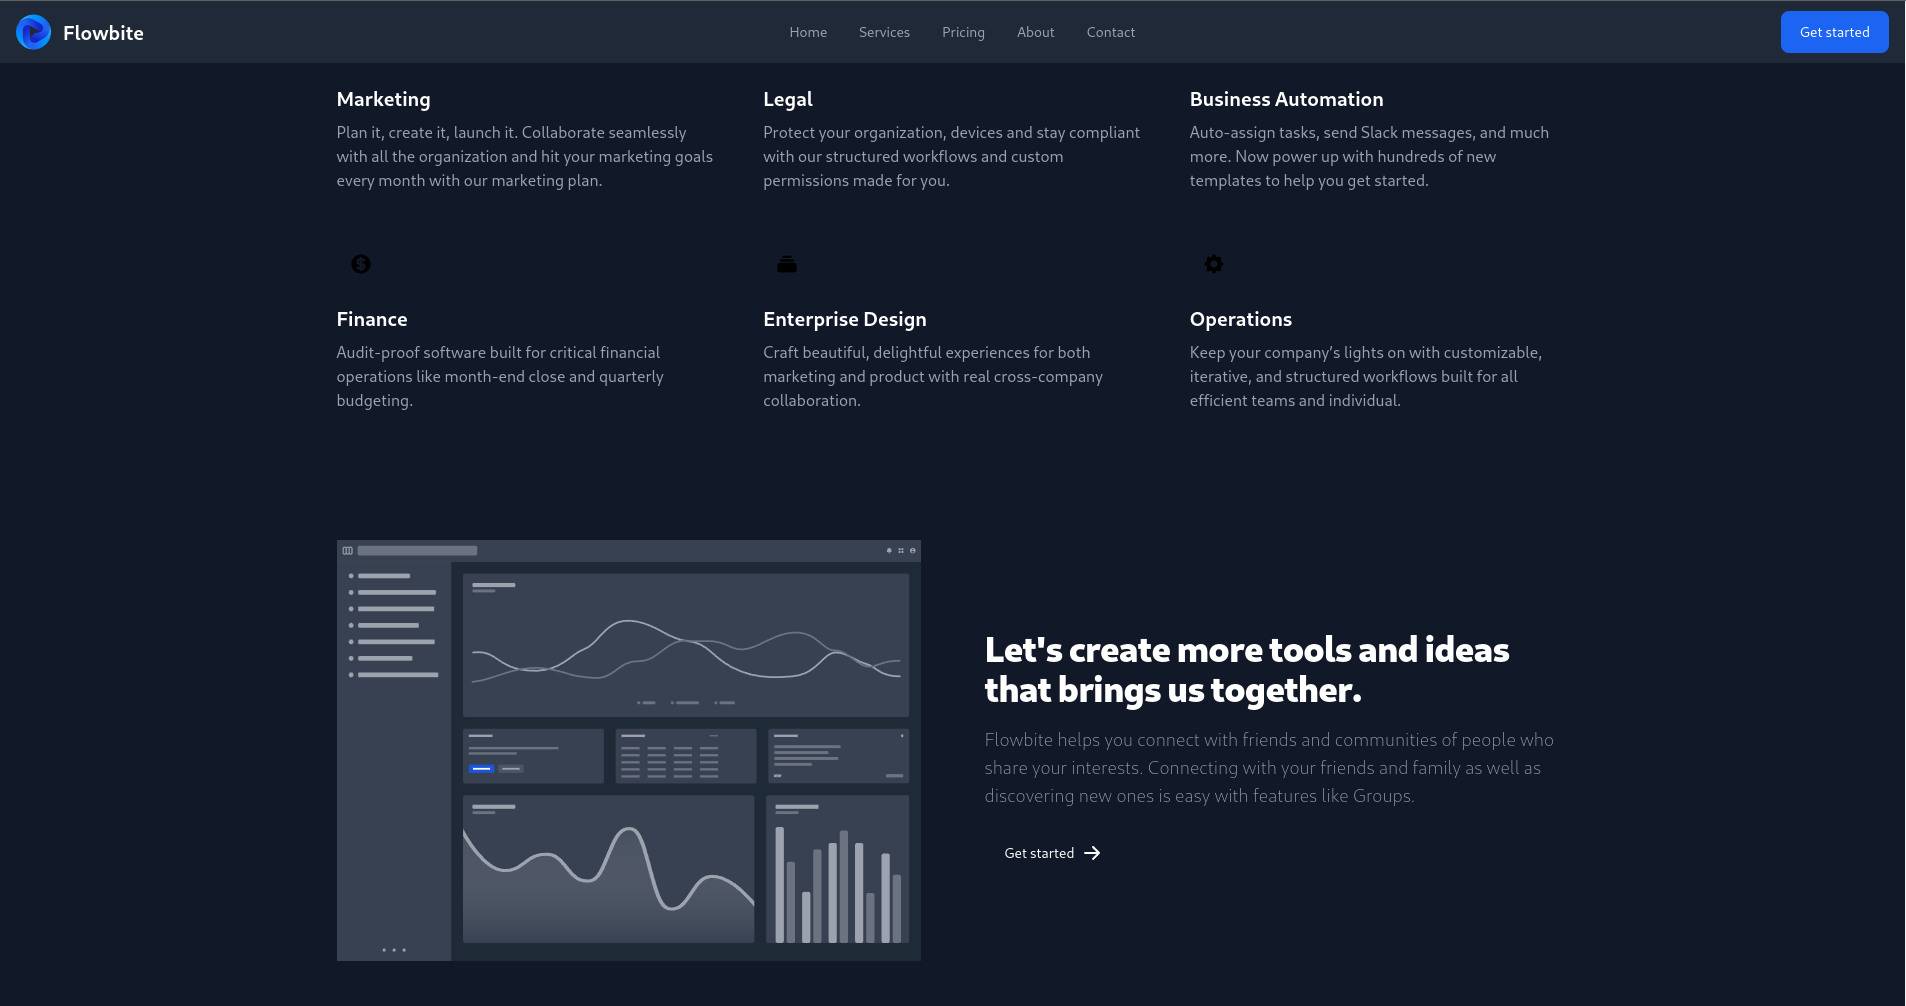 Flowbite
Home
Services
Pricing
About
Contact
Get started
Marketing
Plan it, create it, launch it. Collaborate seamlessly
with all the organization and hit your marketing goals
every month with our marketing plan.
Legal
Protect your organization, devices and stay compliant
with our structured workflows and custom
permissions made for you.
Business Automation
Auto-assign tasks, send Slack messages, and much
more. Now power up with hundreds of new
templates to help you get started.
Finance
Audit-proof software built for critical financial
operations like month-end close and quarterly
budgeting.
Enterprise Design
Craft beautiful, delightful experiences for both
marketing and product with real cross-company
collaboration.
Operations
Keep your company’s lights on with customizable,
iterative, and structured workflows built for all
efficient teams and individual.
Let's create more tools and ideas
that brings us together.
Flowbite helps you connect with friends and communities of people who
share your interests. Connecting with your friends and family as well as
discovering new ones is easy with features like Groups.
Get started